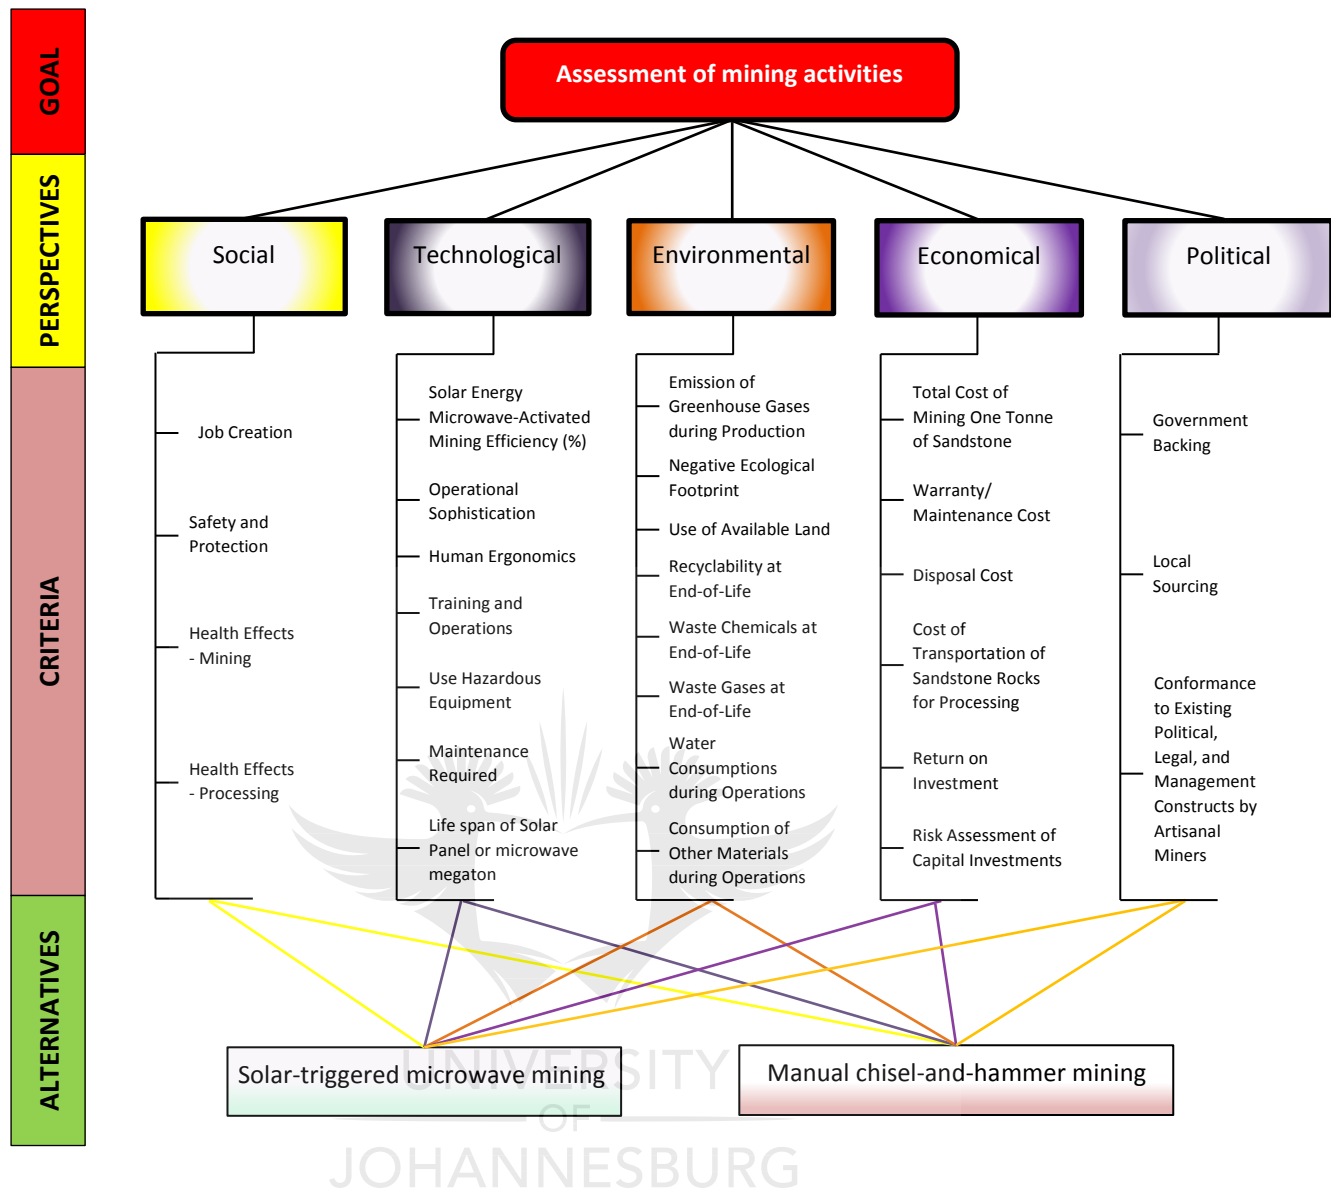 GOAL
Assessment of mining activities
PERSPECTIVES
Social
Technological
Environmental
Economical
Political
CRITERIA
Job Creation
Safety and
Protection
Health Effects
- Mining
Health Effects
- Processing
Solar Energy
Microwave-Activated
Mining Efficiency (%)
Operational
Sophistication
Human Ergonomics
Training and
Operations
Use Hazardous
Equipment
Maintenance
Required
Life span of Solar
Panel or microwave
megaton
Emission of
Greenhouse Gases
during Production
Negative Ecological
Footprint
Use of Available Land
Recyclability at
End-of-Life
Waste Chemicals at
End-of-Life
Waste Gases at
End-of-Life
Water
Consumptions
during Operations
Consumption of
Other Materials
during Operations
Total Cost of
Mining One Tonne
of Sandstone
Warranty/
Maintenance Cost
Disposal Cost
Cost of
Transportation of
Sandstone Rocks
for Processing
Return on
Investment
Risk Assessment of
Capital Investments
Government
Backing
Local
Sourcing
Conformance
to Existing
Political,
Legal, and
Management
Constructs by
Artisanal
Miners
ALTERNATIVES
Solar-triggered microwave mining
Manual chisel-and-hammer mining
UNIVERSITY
OF
JOHANNESBURG